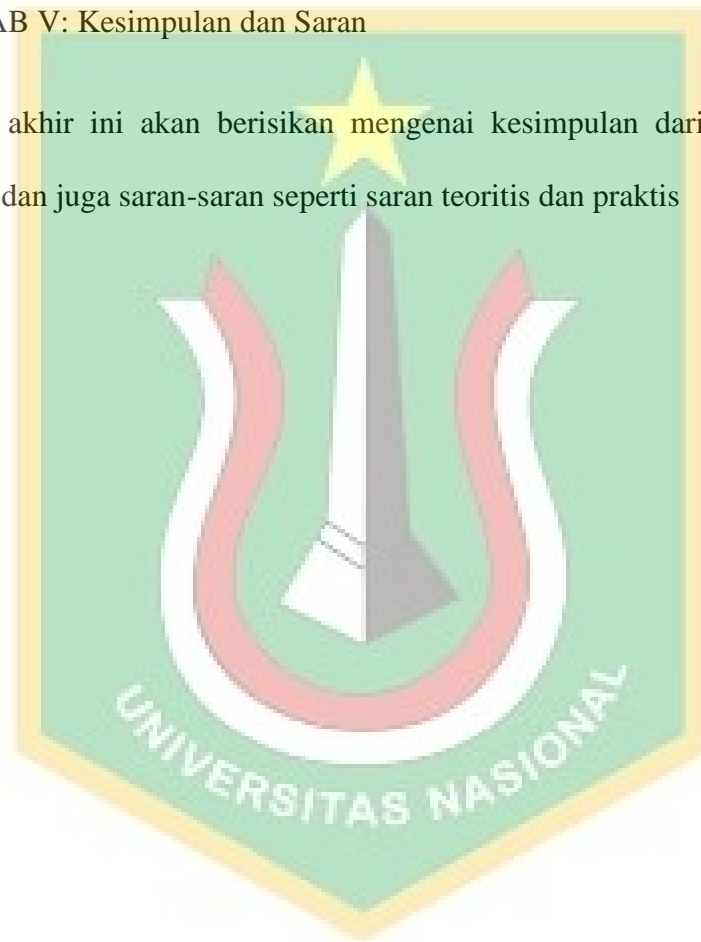 AB V: Kesimpulan dan Saran
akhir ini akan berisikan mengenai kesimpulan dari
dan juga saran-saran seperti saran teoritis dan praktis
UNIVERSITAS NASIONAL